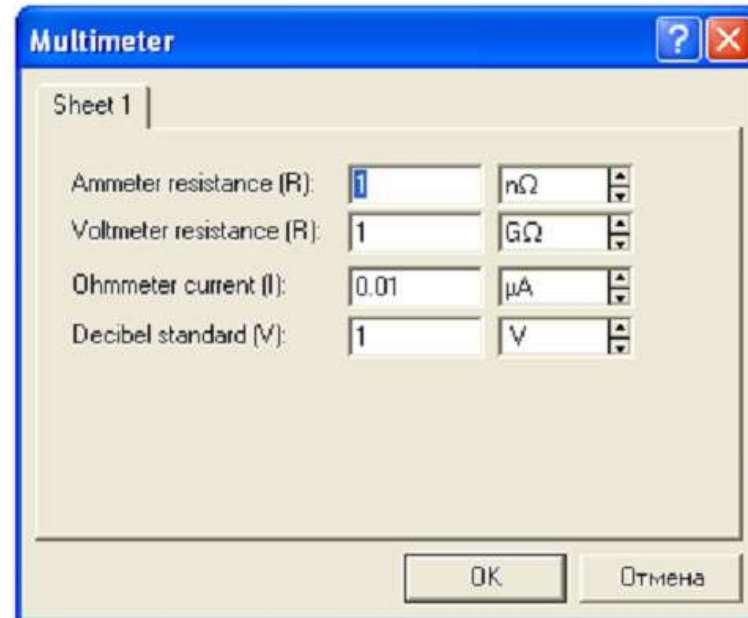 Multimeter
Sheet 1
Ammeter resistance (R): 1 nΩ
Voltmeter resistance (R): 1 GΩ
Ohmmeter current (I): 0.01 µA
Decibel standard (V): 1 V
OK Отмена